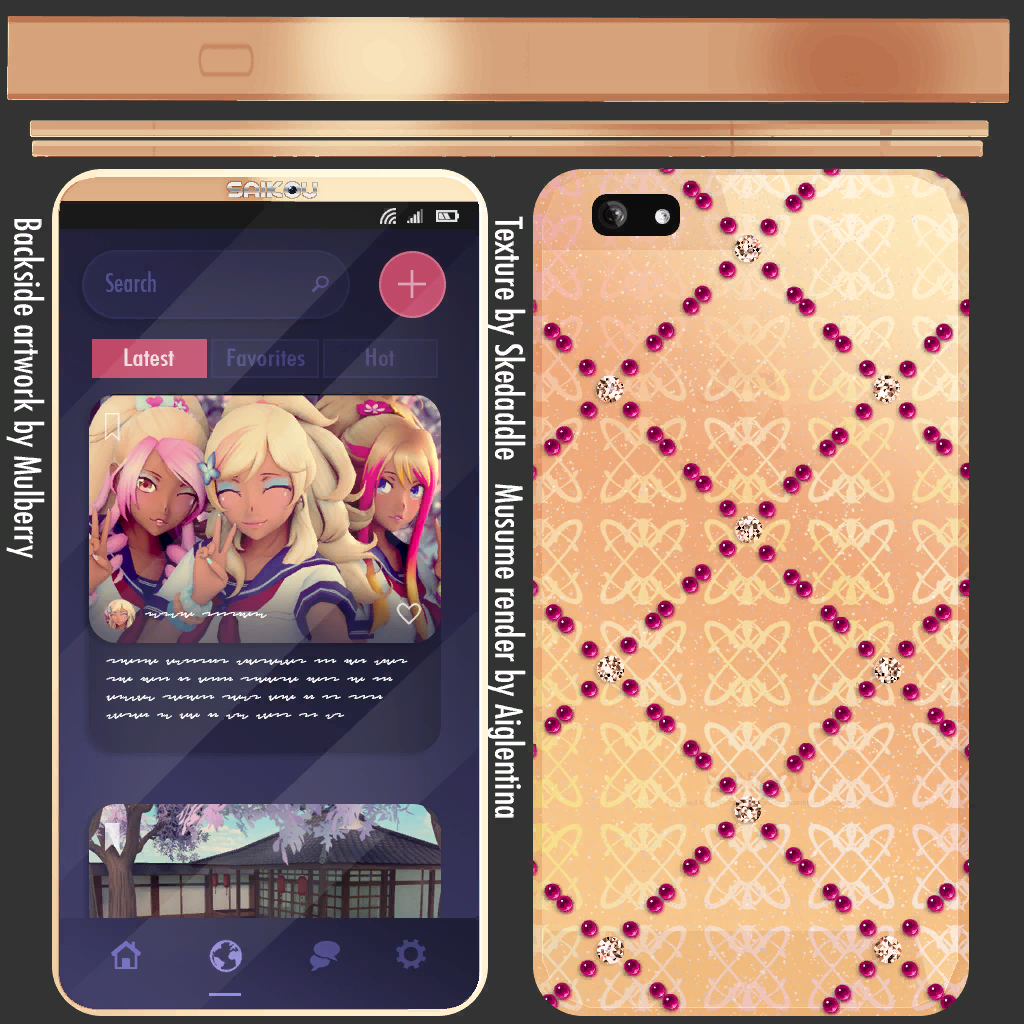 SAIKOU
Search
Latest
Favorites
Hot
Backside artwork by Mulberry
Texture by Skedaddle Musume render by Aiglentina